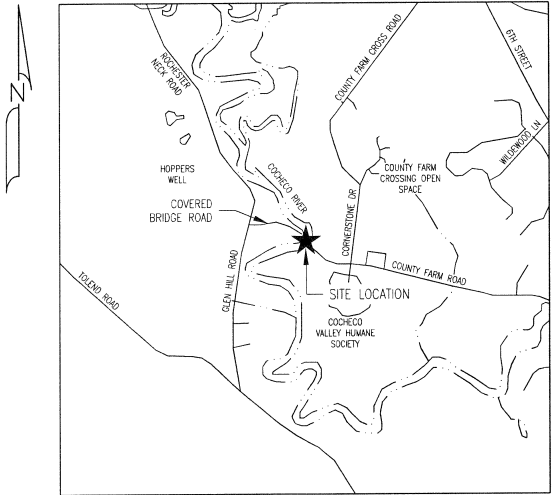 N
ROCHESTER
NECK ROAD
COUNTY FARM CROSS ROAD
6TH STREET
WILDEWOOD LN
HOPPERS
WELL
COCHECO RIVER
COUNTY FARM
CROSSING OPEN
SPACE
COVERED
BRIDGE ROAD
CORNERSTONE DR
GLEN HILL ROAD
COUNTY FARM ROAD
TOLEND ROAD
SITE LOCATION
COCHECO
VALLEY HUMANE
SOCIETY